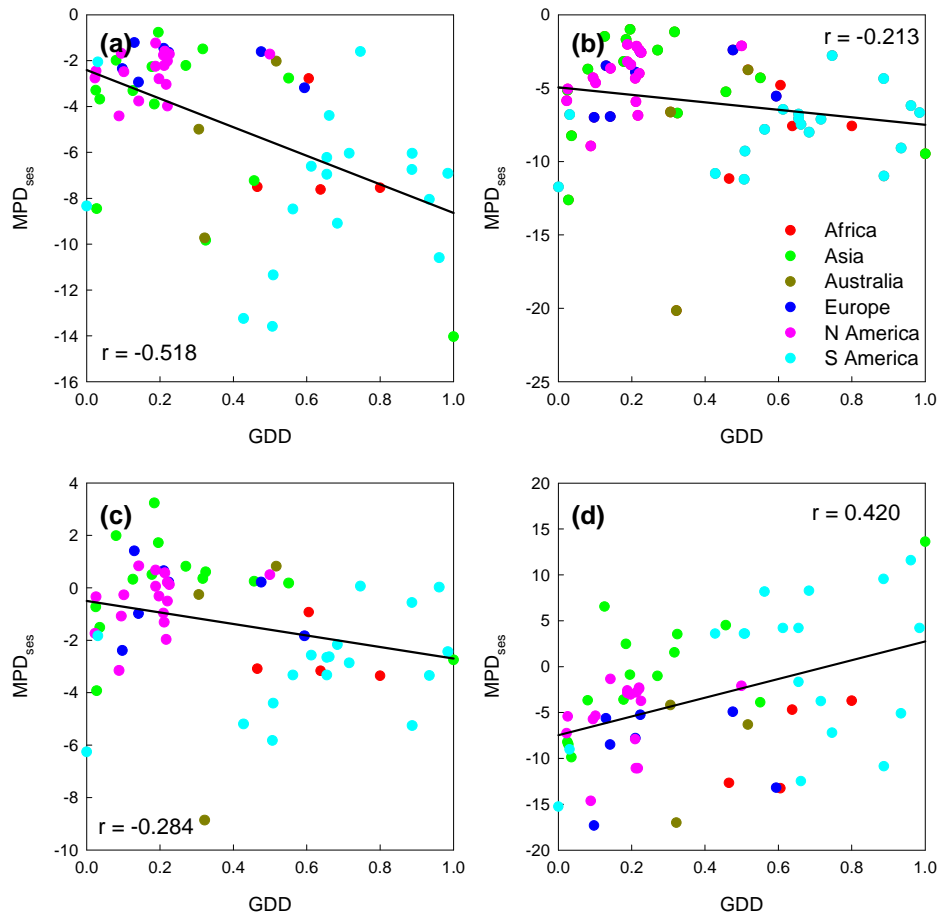 (a)
0
-2
-4
-6
-8
-10
-12
-14
-16
MPDses
r = -0.518
0.0 0.2 0.4 0.6 0.8 1.0
GDD
(b)
r = -0.213
0
-5
-10
-15
-20
-25
MPDses
Africa
Asia
Australia
Europe
N America
S America
0.0 0.2 0.4 0.6 0.8 1.0
GDD
(c)
4
2
0
-2
-4
-6
-8
-10
MPDses
r = -0.284
0.0 0.2 0.4 0.6 0.8 1.0
GDD
(d)
r = 0.420
20
15
10
5
0
-5
-10
-15
-20
MPDses
0.0 0.2 0.4 0.6 0.8 1.0
GDD